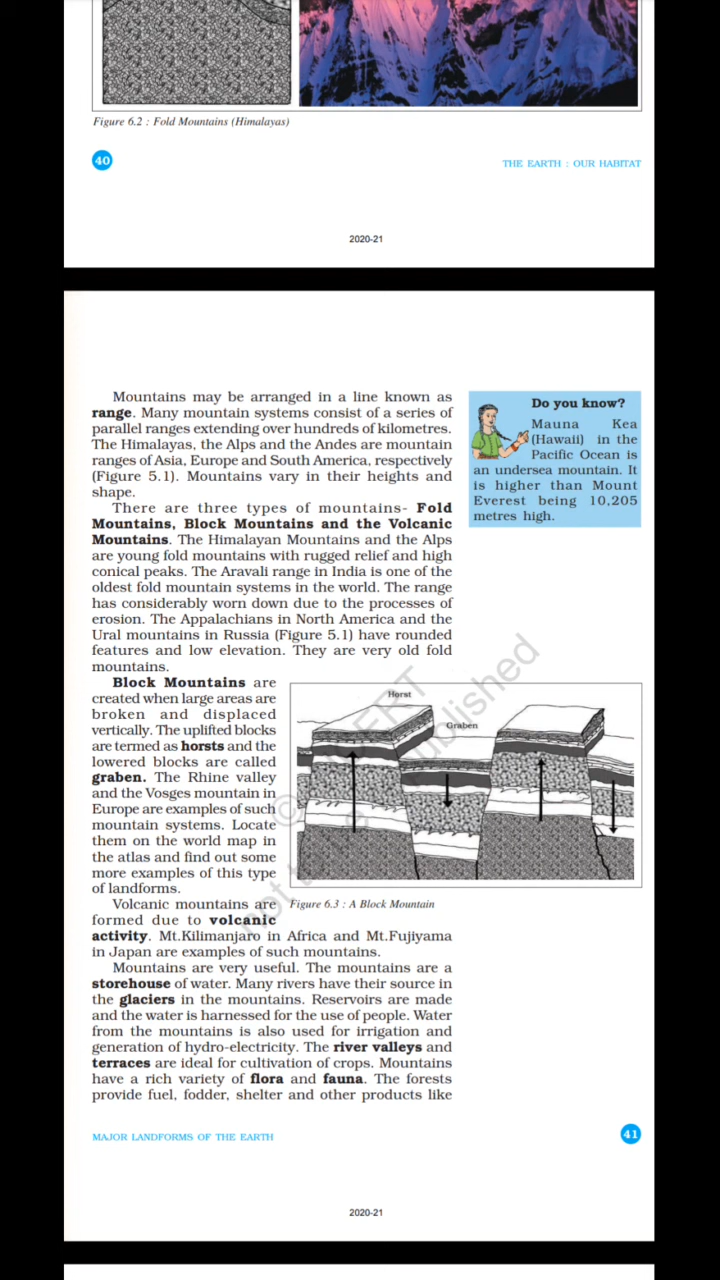 Figure 6.2 : Fold Mountains (Himalayas)
40
THE EARTH : OUR HABITAT
2020-21
Mountains may be arranged in a line known as
range. Many mountain systems consist of a series of
parallel ranges extending over hundreds of kilometres.
The Himalayas, the Alps and the Andes are mountain
ranges of Asia, Europe and South America, respectively
(Figure 5.1). Mountains vary in their heights and
shape.
There are three types of mountains- Fold
Mountains, Block Mountains and the Volcanic
Mountains. The Himalayan Mountains and the Alps
are young fold mountains with rugged relief and high
conical peaks. The Aravali range in India is one of the
oldest fold mountain systems in the world. The range
has considerably worn down due to the processes of
erosion. The Appalachians in North America and the
Ural mountains in Russia (Figure 5.1) have rounded
features and low elevation. They are very old fold
mountains.
Do you know?
Mauna Kea
(Hawaii) in the
Pacific Ocean is
an undersea mountain. It
is higher than Mount
Everest being 10,205
metres high.
Block Mountains are
created when large areas are
broken and displaced
vertically. The uplifted blocks
are termed as horsts and the
lowered blocks are called
graben. The Rhine valley
and the Vosges mountain in
Europe are examples of such
mountain systems. Locate
them on the world map in
the atlas and find out some
more examples of this type
of landforms.
Horst
Graben
Figure 6.3 : A Block Mountain
Volcanic mountains are
formed due to volcanic
activity. Mt.Kilimanjaro in Africa and Mt.Fujiyama
in Japan are examples of such mountains.
Mountains are very useful. The mountains are a
storehouse of water. Many rivers have their source in
the glaciers in the mountains. Reservoirs are made
and the water is harnessed for the use of people. Water
from the mountains is also used for irrigation and
generation of hydro-electricity. The river valleys and
terraces are ideal for cultivation of crops. Mountains
have a rich variety of flora and fauna. The forests
provide fuel, fodder, shelter and other products like
MAJOR LANDFORMS OF THE EARTH
41
2020-21